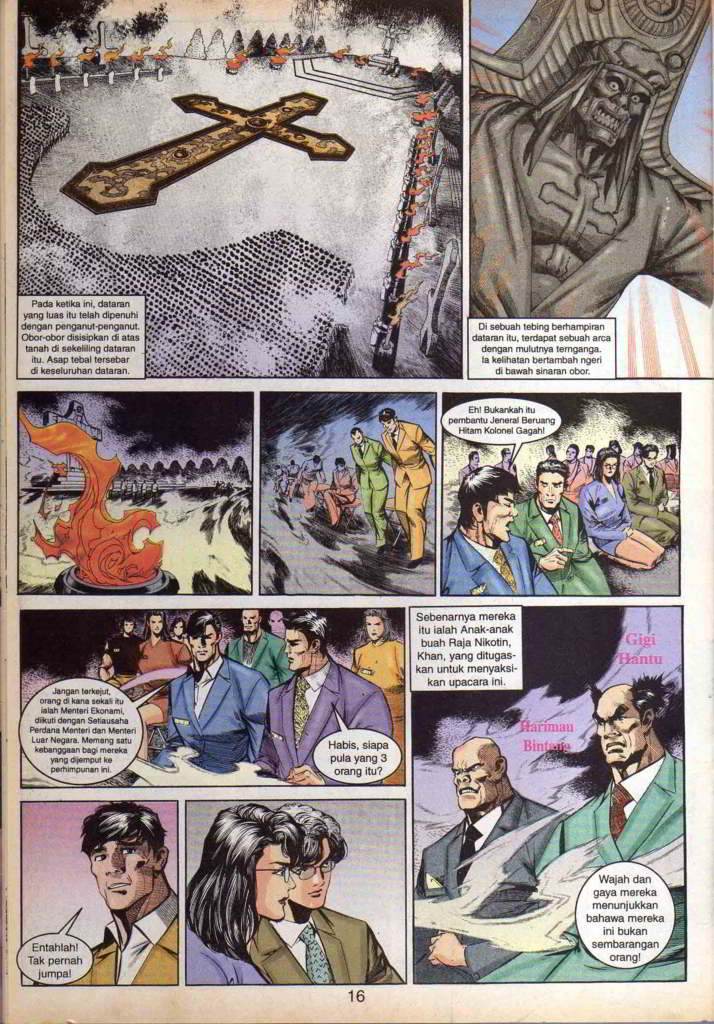 Pada ketika ini, dataran
yang luas itu telah dipenuhi
dengan penganut-penganut.
Obor-obor disisipkan di atas
tanah di sekeliling dataran
itu. Asap tebal tersebar
di keseluruhan dataran.
Di sebuah tebing berhampiran
dataran itu, terdapat sebuah arca
dengan mulutnya ternganga.
Ia kelihatan bertambah ngeri
di bawah sinaran obor.
Eh! Bukankah itu
pembantu Jeneral Beruang
Hitam Kolonel Gagah!
Jangan terkejut,
orang di kana sekali itu
ialah Menteri Ekonami,
diikuti dengan Setiausaha
Perdana Menteri dan Menteri
Luar Negara. Memang satu
kebanggaan bagi mereka
yang dijemput ke
perhimpunan ini.
Habis, siapa
pula yang 3
orang itu?
Sebenarnya mereka
itu ialah Anak-anak
buah Raja Nikotin,
Khan, yang ditugas-
kan untuk menyaksi-
kan upacara ini.
Gigi
Hantu
Harimau
Bintang
Entahlah!
Tak pernah
jumpa!
Wajah dan
gaya mereka
menunjukkan
bahawa mereka
ini bukan
sembarangan
orang!
16